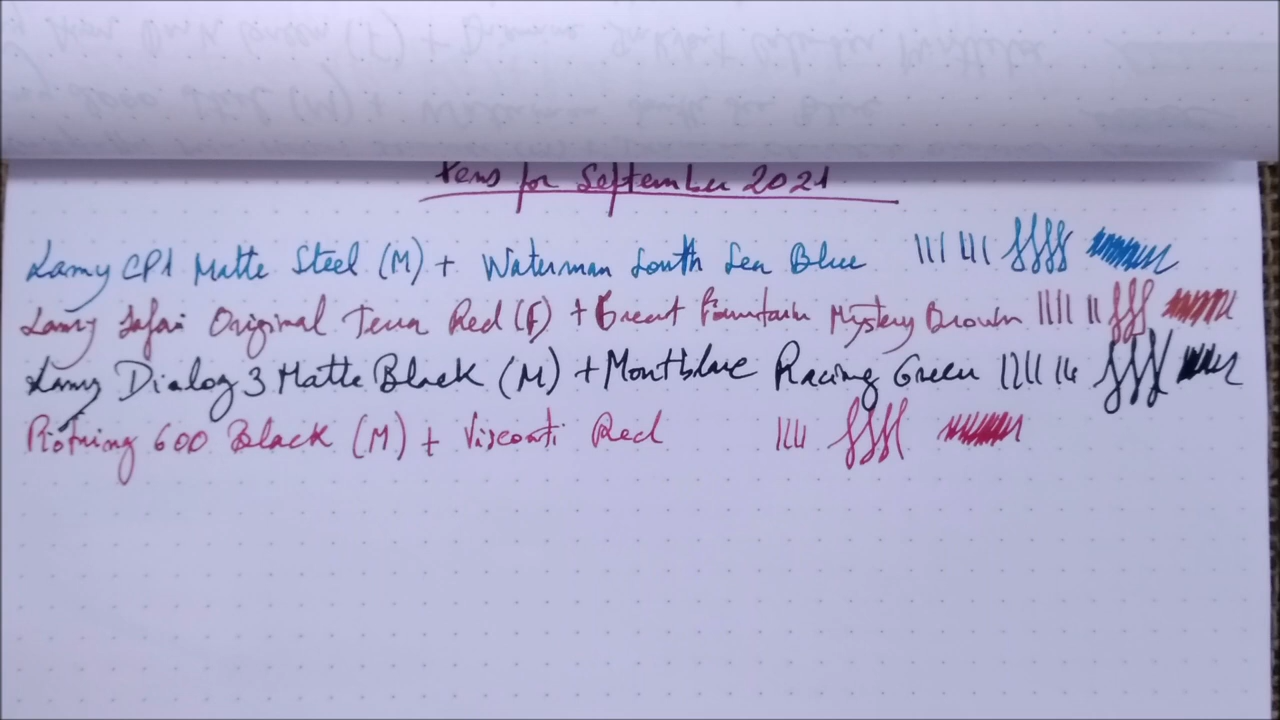 Pens for September 2021
Lamy CP1 Matte Steel (M) + Waterman South Sea Blue
Lamy Safari Original Terra Red (F) + Great Fountain Mystery Brown
Lamy Dialog 3 Matte Black (M) + Montblanc Racing Green
Rotring 600 Black (M) + Visconti Red